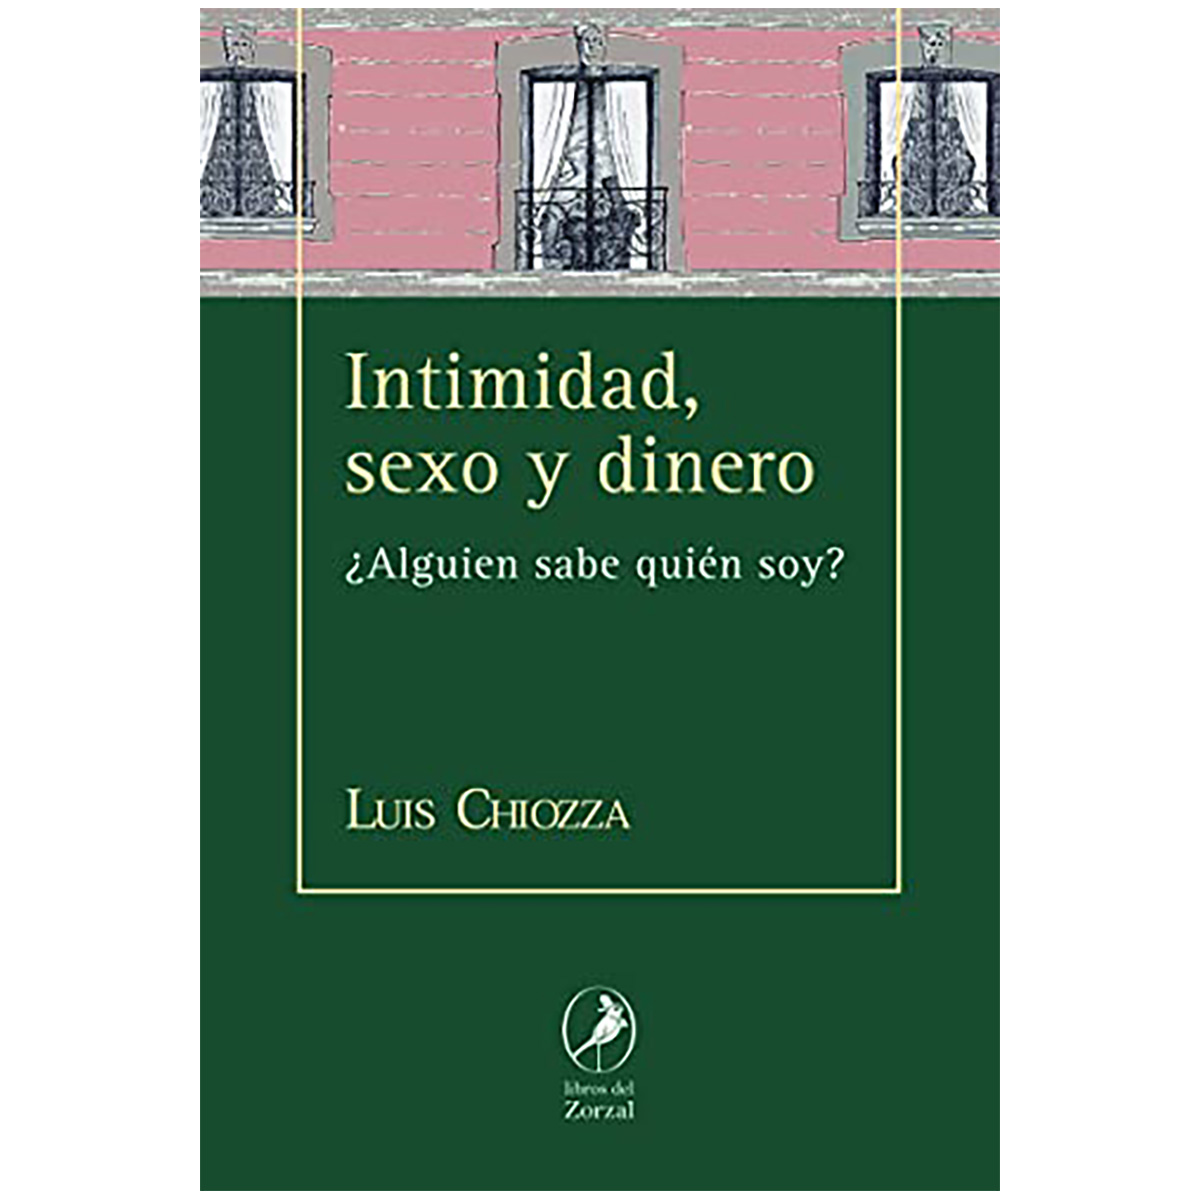 Intimidad,
sexo y dinero
¿Alguien sabe quién soy?
LUIS CHIOZZA
libros del
Zorzal